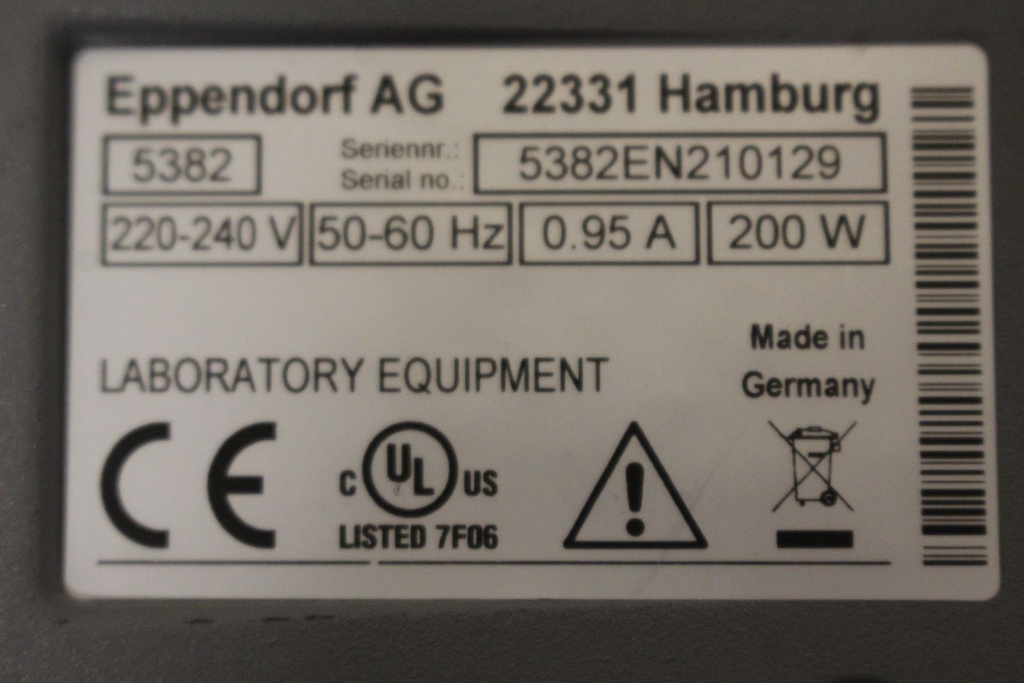 Eppendorf AG 22331 Hamburg
5382 Seriennr.: Serial no.: 5382EN210129
220-240 V 50-60 Hz 0.95 A 200 W
Made in
Germany
LABORATORY EQUIPMENT
CE C UL US
LISTED 7F06